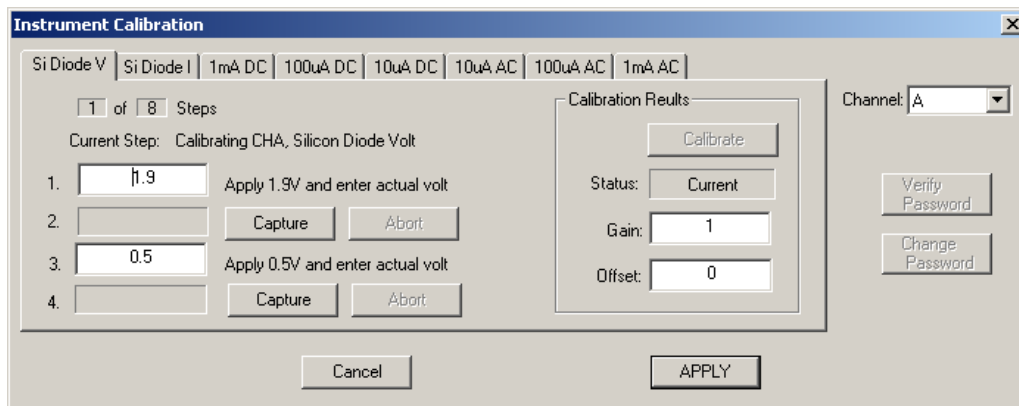 Instrument Calibration
Si Diode V Si Diode I 1mA DC 100uA DC 10uA DC 10uA AC 100uA AC 1mA AC
1 of 8 Steps
Current Step: Calibrating CHA, Silicon Diode Volt
1. 1.9 Apply 1.9V and enter actual volt
2. Capture Abort
3. 0.5 Apply 0.5V and enter actual volt
4. Capture Abort
Calibration Reults
Calibrate
Status: Current
Gain: 1
Offset: 0
Channel: A
Verify
Password
Change
Password
Cancel APPLY